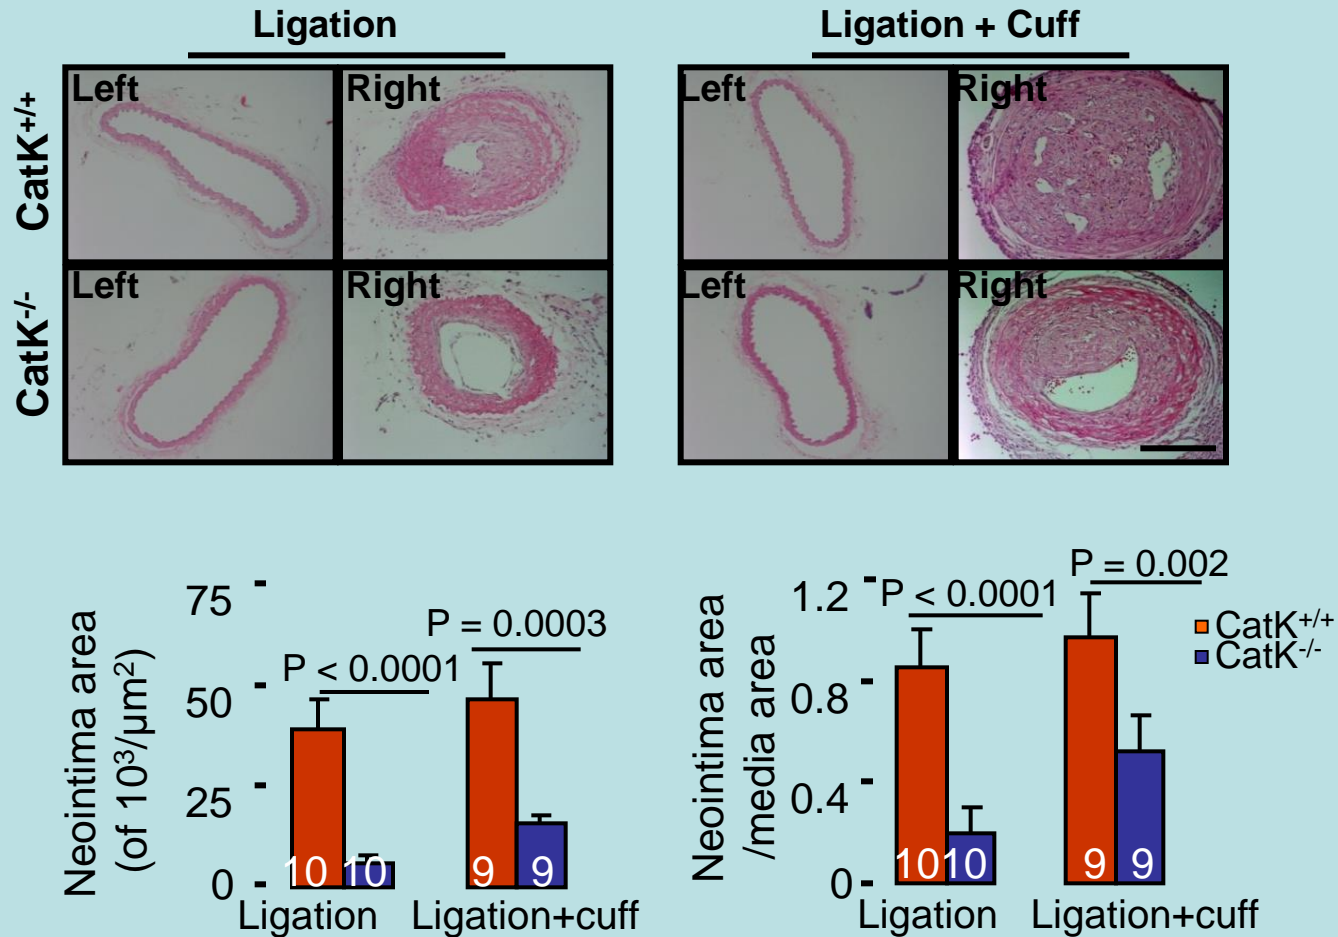 Ligation
Ligation + Cuff
CatK+/+
Left
Right
Left
Right
CatK-/-
Left
Right
Left
Right
Neointima area
(of 10³/µm²)
75
50
25
0
P < 0.0001
P = 0.0003
10
10
9
9
Ligation
Ligation+cuff
Neointima area
/media area
1.2
0.8
0.4
0
P < 0.0001
P = 0.002
10
10
9
9
Ligation
Ligation+cuff
CatK+/+
CatK-/-